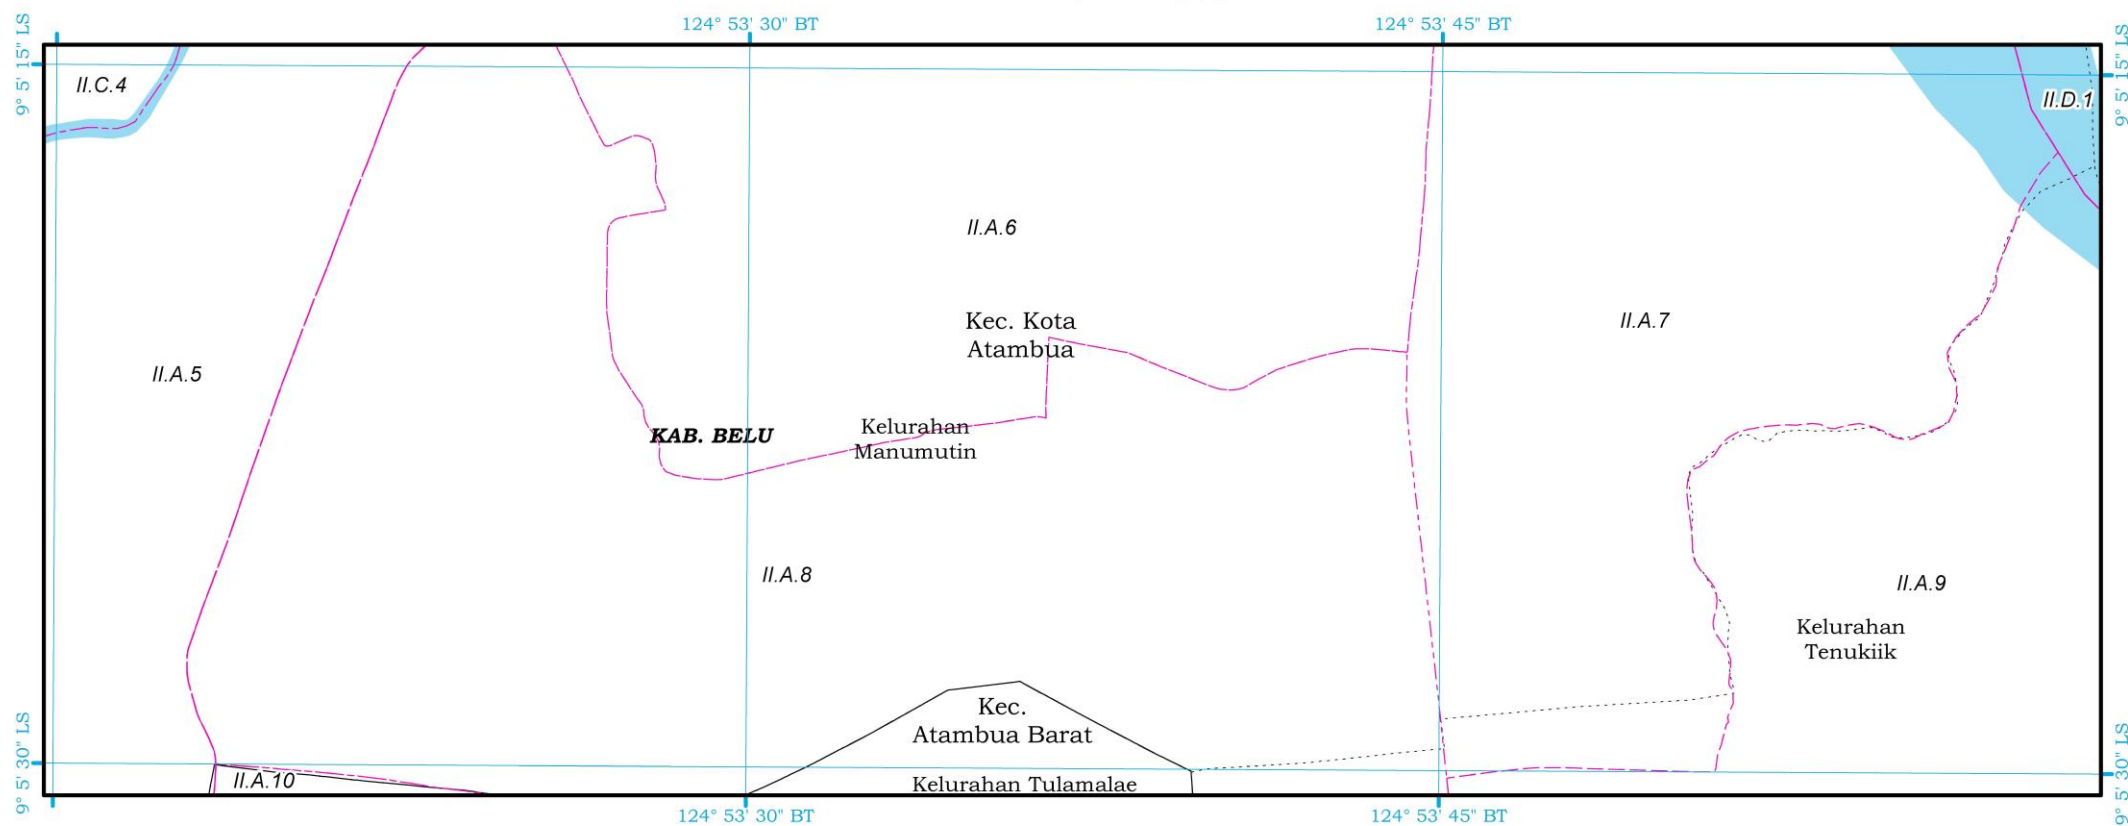 124° 53' 30" BT
124° 53' 45" BT
9° 5' 15" LS
9° 5' 15" LS
II.C.4
II.D.1
II.A.6
Kec. Kota
Atambua
II.A.7
II.A.5
KAB. BELU
Kelurahan
Manumutin
II.A.8
II.A.9
Kelurahan
Tenukiik
Kec.
Atambua Barat
Kelurahan Tulamalae
II.A.10
9° 5' 30" LS
9° 5' 30" LS
124° 53' 30" BT
124° 53' 45" BT